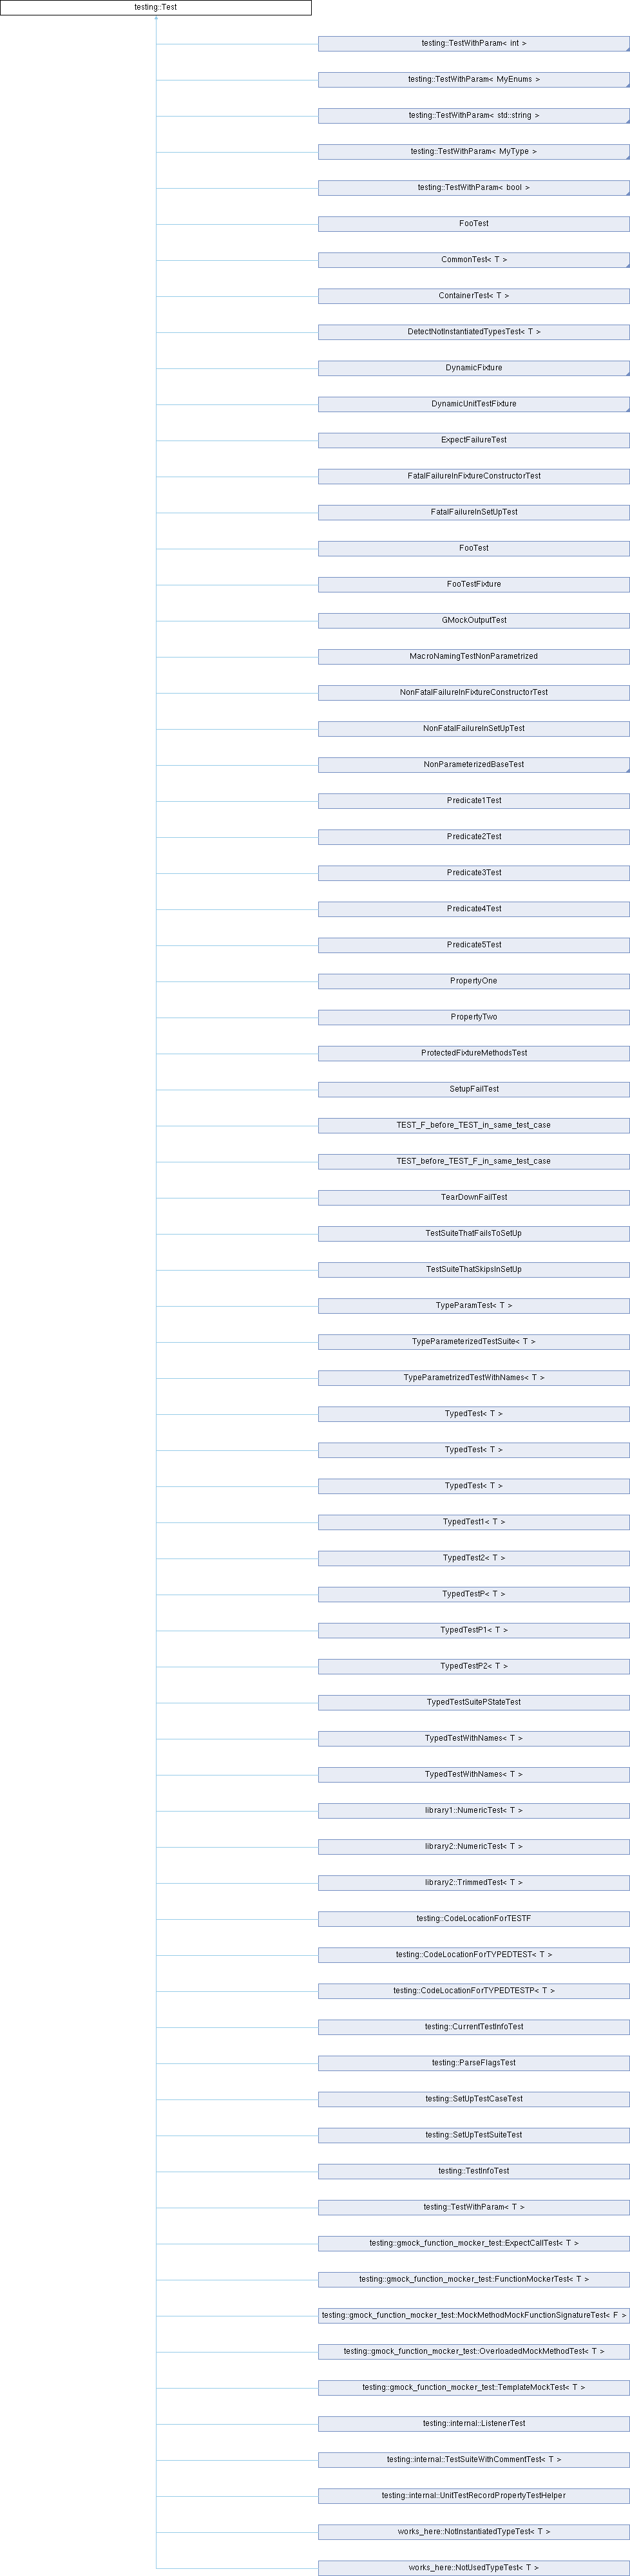 testing::Test
testing::TestWithParam< int >
testing::TestWithParam< MyEnums >
testing::TestWithParam< std::string >
testing::TestWithParam< MyType >
testing::TestWithParam< bool >
FooTest
CommonTest< T >
ContainerTest< T >
DetectNotInstantiatedTypesTest< T >
DynamicFixture
DynamicUnitTestFixture
ExpectFailureTest
FatalFailureInFixtureConstructorTest
FatalFailureInSetUpTest
FooTest
FooTestFixture
GMockOutputTest
MacroNamingTestNonParametrized
NonFatalFailureInFixtureConstructorTest
NonFatalFailureInSetUpTest
NonParameterizedBaseTest
Predicate1Test
Predicate2Test
Predicate3Test
Predicate4Test
Predicate5Test
PropertyOne
PropertyTwo
ProtectedFixtureMethodsTest
SetupFailTest
TEST_F_before_TEST_in_same_test_case
TEST_before_TEST_F_in_same_test_case
TearDownFailTest
TestSuiteThatFailsToSetUp
TestSuiteThatSkipsInSetUp
TypeParamTest< T >
TypeParameterizedTestSuite< T >
TypeParametrizedTestWithNames< T >
TypedTest< T >
TypedTest< T >
TypedTest< T >
TypedTest1< T >
TypedTest2< T >
TypedTestP< T >
TypedTestP1< T >
TypedTestP2< T >
TypedTestSuitePStateTest
TypedTestWithNames< T >
TypedTestWithNames< T >
library1::NumericTest< T >
library2::NumericTest< T >
library2::TrimmedTest< T >
testing::CodeLocationForTESTF
testing::CodeLocationForTYPEDTEST< T >
testing::CodeLocationForTYPEDTESTP< T >
testing::CurrentTestInfoTest
testing::ParseFlagsTest
testing::SetUpTestCaseTest
testing::SetUpTestSuiteTest
testing::TestInfoTest
testing::TestWithParam< T >
testing::gmock_function_mocker_test::ExpectCallTest< T >
testing::gmock_function_mocker_test::FunctionMockerTest< T >
testing::gmock_function_mocker_test::MockMethodMockFunctionSignatureTest< F >
testing::gmock_function_mocker_test::OverloadedMockMethodTest< T >
testing::gmock_function_mocker_test::TemplateMockTest< T >
testing::internal::ListenerTest
testing::internal::TestSuiteWithCommentTest< T >
testing::internal::UnitTestRecordPropertyTestHelper
works_here::NotInstantiatedTypeTest< T >
works_here::NotUsedTypeTest< T >